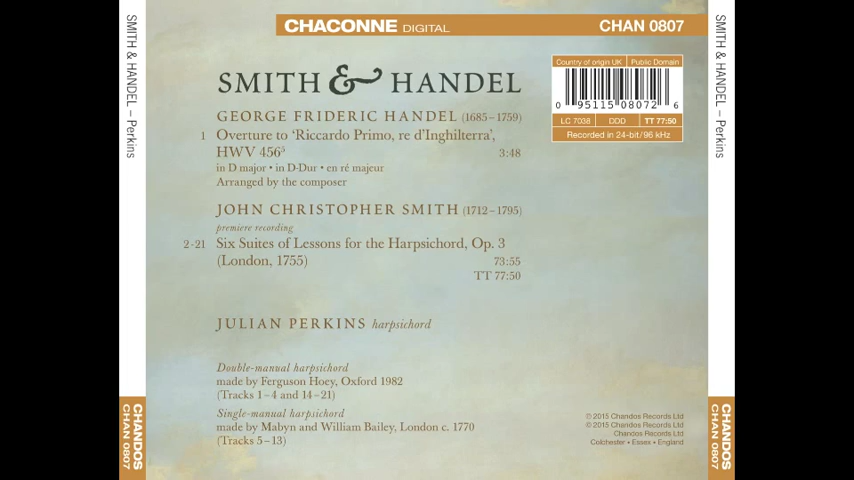 CHACONNE DIGITAL
CHAN 0807
SMITH & HANDEL – Perkins
SMITH & HANDEL
GEORGE FRIDERIC HANDEL (1685–1759)
1 Overture to ‘Riccardo Primo, re d’Inghilterra’,
HWV 456⁵ 3:48
in D major • in D-Dur • en ré majeur
Arranged by the composer
JOHN CHRISTOPHER SMITH (1712–1795)
premiere recording
2-21 Six Suites of Lessons for the Harpsichord, Op. 3
(London, 1755) 73:55
TT 77:50
JULIAN PERKINS harpsichord
Double-manual harpsichord
made by Ferguson Hoey, Oxford 1982
(Tracks 1–4 and 14–21)
Single-manual harpsichord
made by Mabyn and William Bailey, London c. 1770
(Tracks 5–13)
Country of origin UK Public Domain
0 95115 08072 6
LC 7038 DDD TT 77:50
Recorded in 24-bit/96 kHz
℗ 2015 Chandos Records Ltd
© 2015 Chandos Records Ltd
Chandos Records Ltd
Colchester • Essex • England
CHANDOS
CHAN 0807
SMITH & HANDEL – Perkins
CHANDOS
CHAN 0807